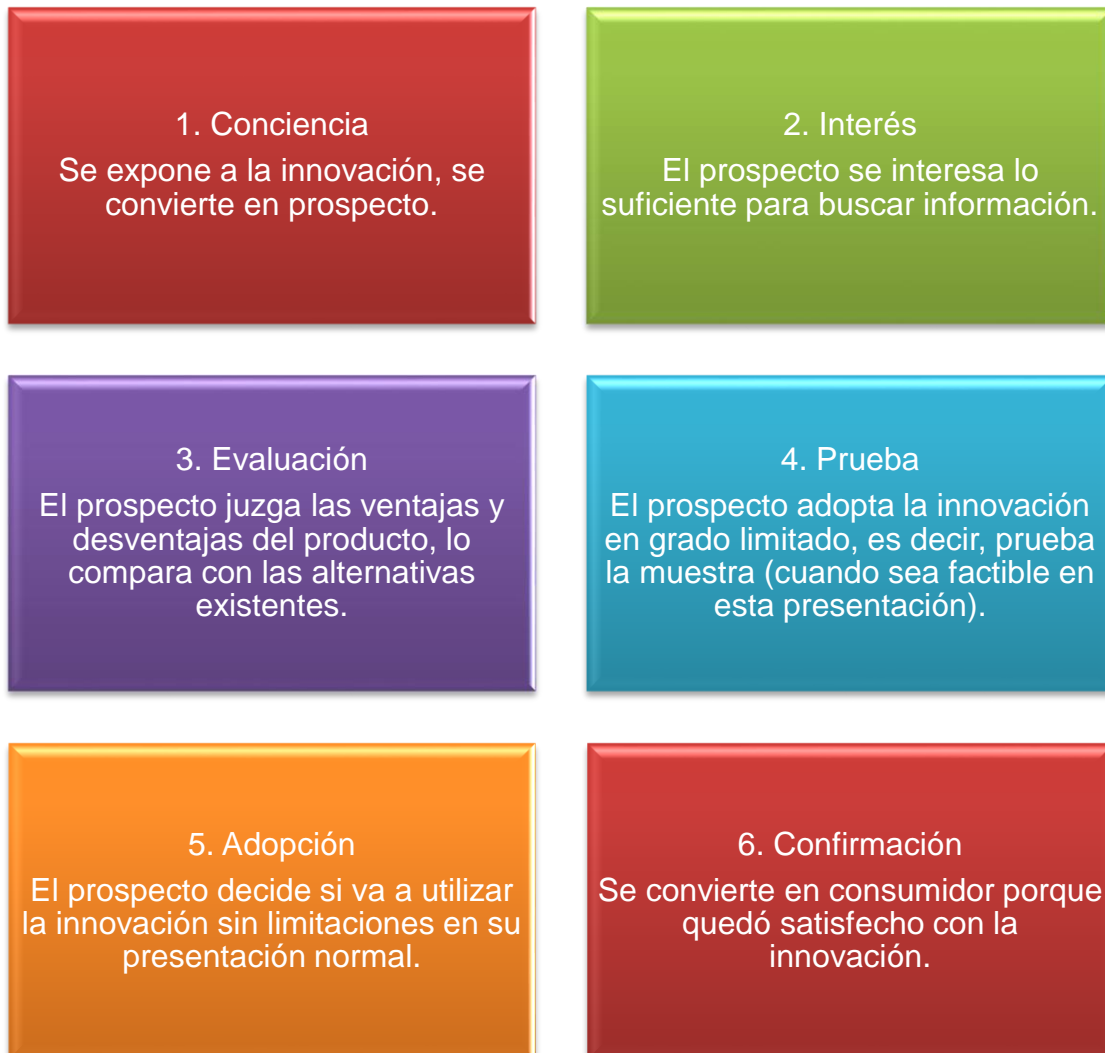 1. Conciencia
Se expone a la innovación, se
convierte en prospecto.
2. Interés
El prospecto se interesa lo
suficiente para buscar información.
3. Evaluación
El prospecto juzga las ventajas y
desventajas del producto, lo
compara con las alternativas
existentes.
4. Prueba
El prospecto adopta la innovación
en grado limitado, es decir, prueba
la muestra (cuando sea factible en
esta presentación).
5. Adopción
El prospecto decide si va a utilizar
la innovación sin limitaciones en su
presentación normal.
6. Confirmación
Se convierte en consumidor porque
quedó satisfecho con la
innovación.